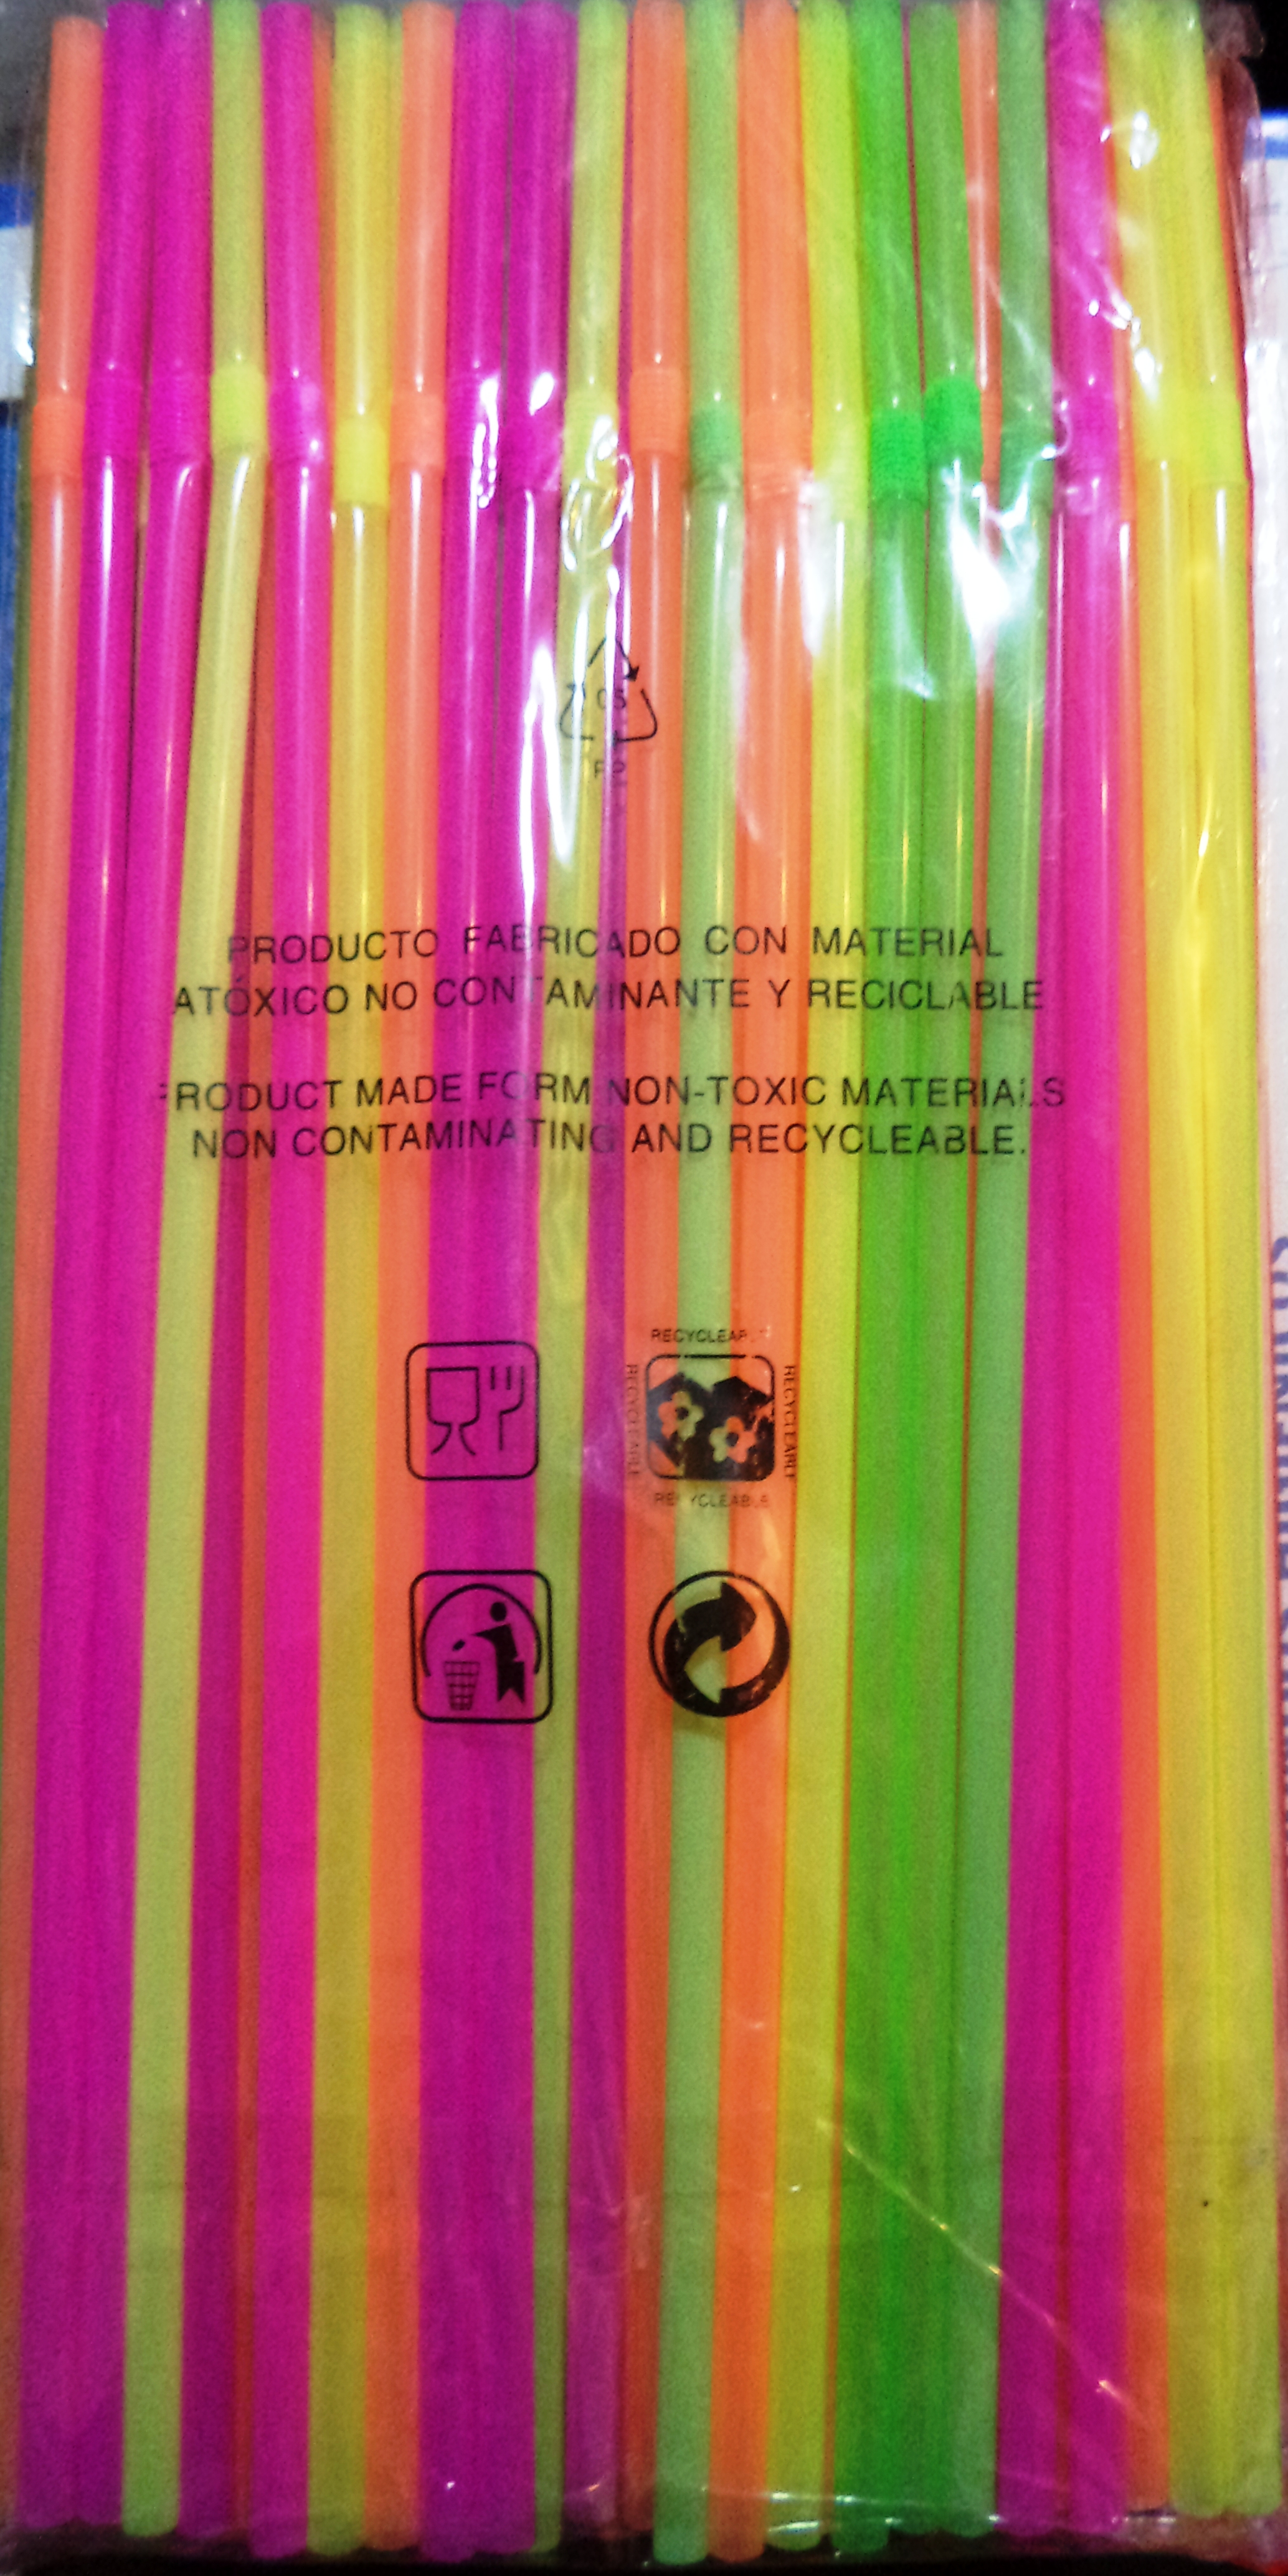 05
PP
PRODUCTO FABRICADO CON MATERIAL
ATÓXICO NO CONTAMINANTE Y RECICLABLE
PRODUCT MADE FORM NON-TOXIC MATERIALS
NON CONTAMINATING AND RECYCLEABLE.
RECYCLEABLE
RECYCLEABLE
RECYCLEABLE
RECYCLEABLE